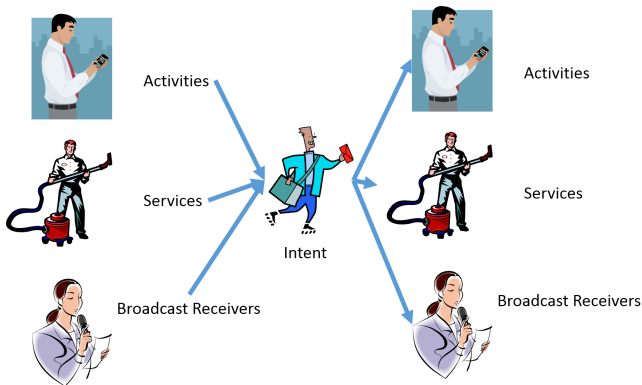 Activities
Services
Broadcast Receivers
Intent
Activities
Services
Broadcast Receivers